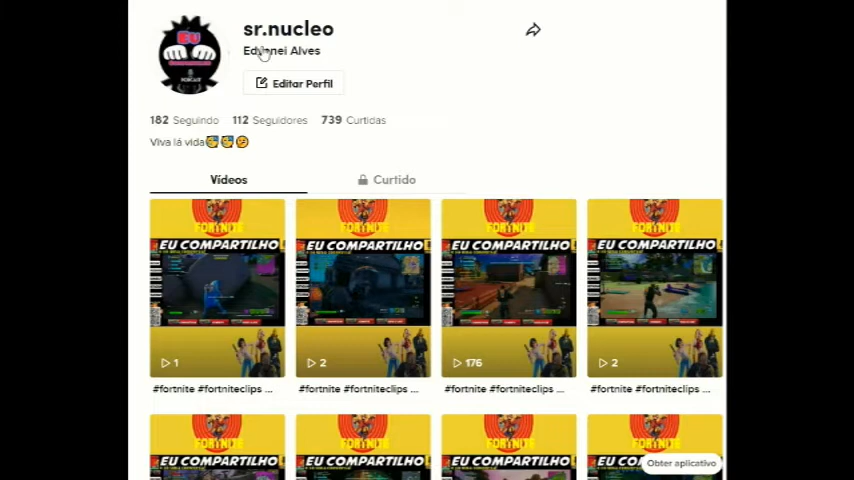 sr.nucleo
Alves
Editar Perfil
182 Seguindo 112 Seguidores 739 Curtidas
Viva lá vida
Vídeos Curtido
FORTNITE FORTNITE FORTNITE FORTNITE
EU COMPARTILHO EU COMPARTILHO EU COMPARTILHO EU COMPARTILHO
1 2 176 2
#fortnite #fortniteclips ... #fortnite #fortniteclips ... #fortnite #fortniteclips ... #fortnite #fortniteclips ...
FORTNITE FORTNITE FORTNITE FORTNITE
EU COMPARTILHO EU COMPARTILHO EU COMPARTILHO EU COMPARTILHO
Obter aplicativo